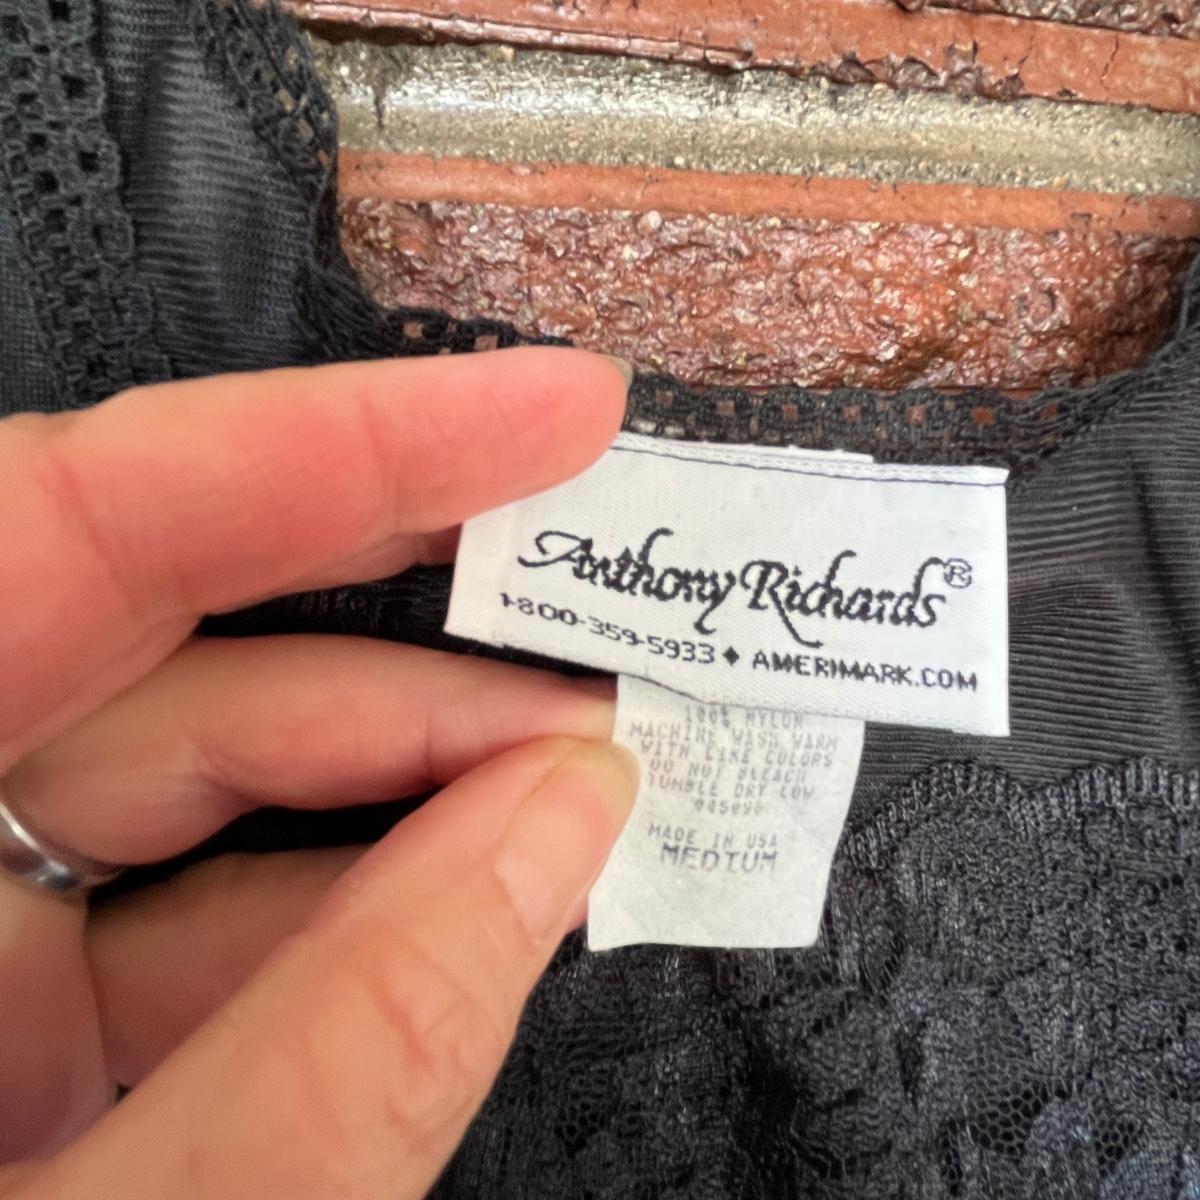 Anthony Richards®
1-800-359-5933 ♦ AMERIMARK.COM
100% NYLON
MACHINE WASH WARM
WITH LIKE COLORS
DO NOT BLEACH
TUMBLE DRY LOW
MADE IN USA
MEDIUM